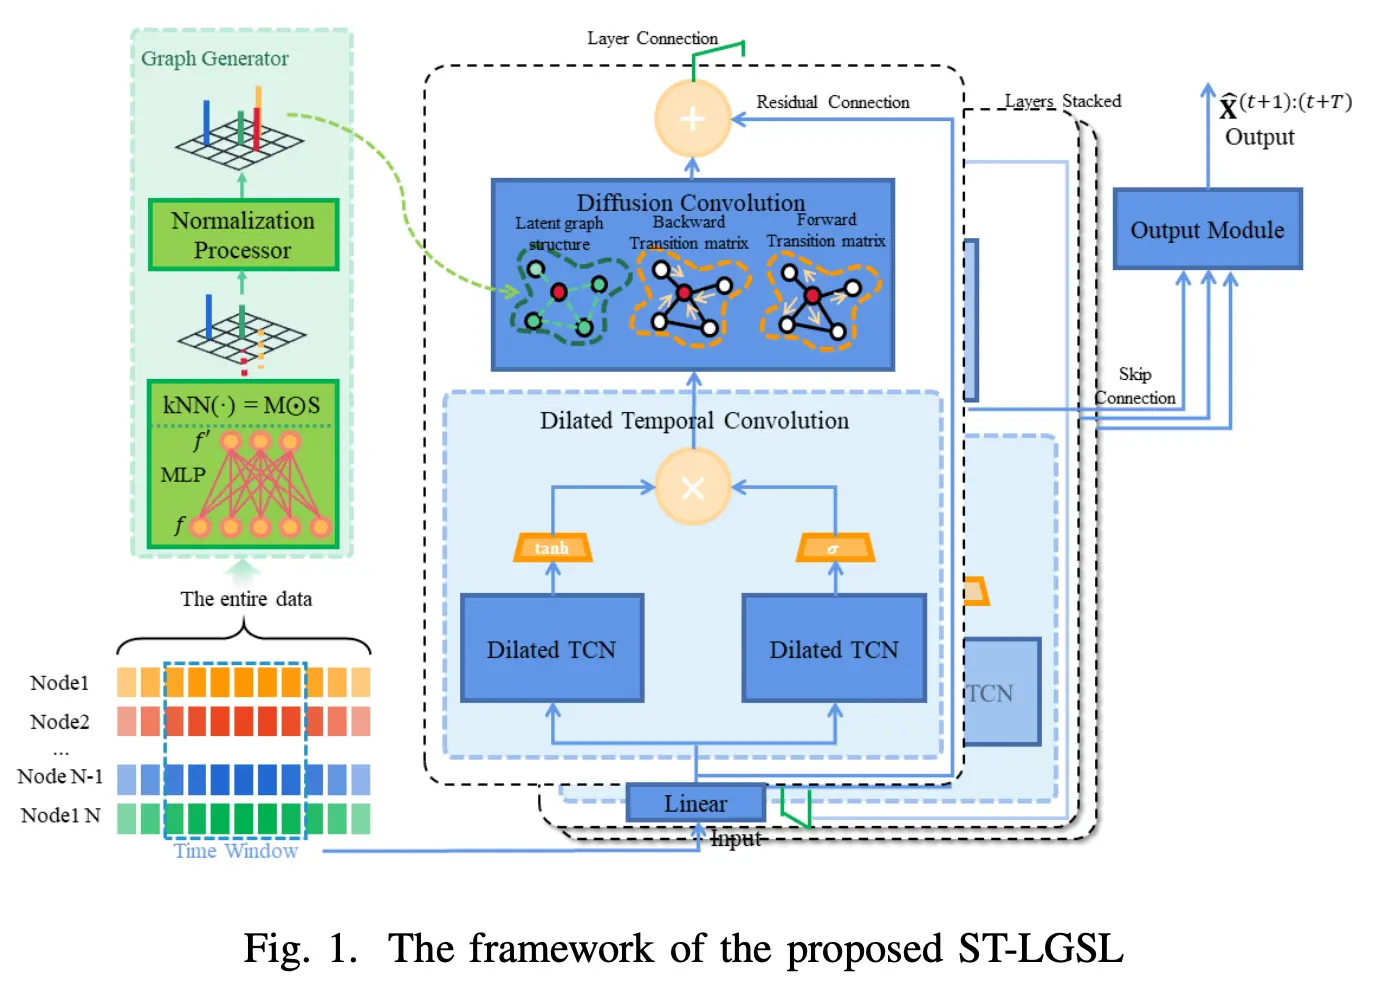 Graph Generator
Normalization
Processor
kNN(·) = M⊙S
f′
MLP
f
The entire data
Node1
Node2
...
Node N-1
Node1 N
Time Window
Layer Connection
Residual Connection
Layers Stacked
Diffusion Convolution
Latent graph
structure
Backward
Transition matrix
Forward
Transition matrix
Dilated Temporal Convolution
tanh
σ
Dilated TCN
Dilated TCN
TCN
Linear
Input
Skip
Connection
Output Module
X̂(t+1):(t+T)
Output
Fig. 1. The framework of the proposed ST-LGSL